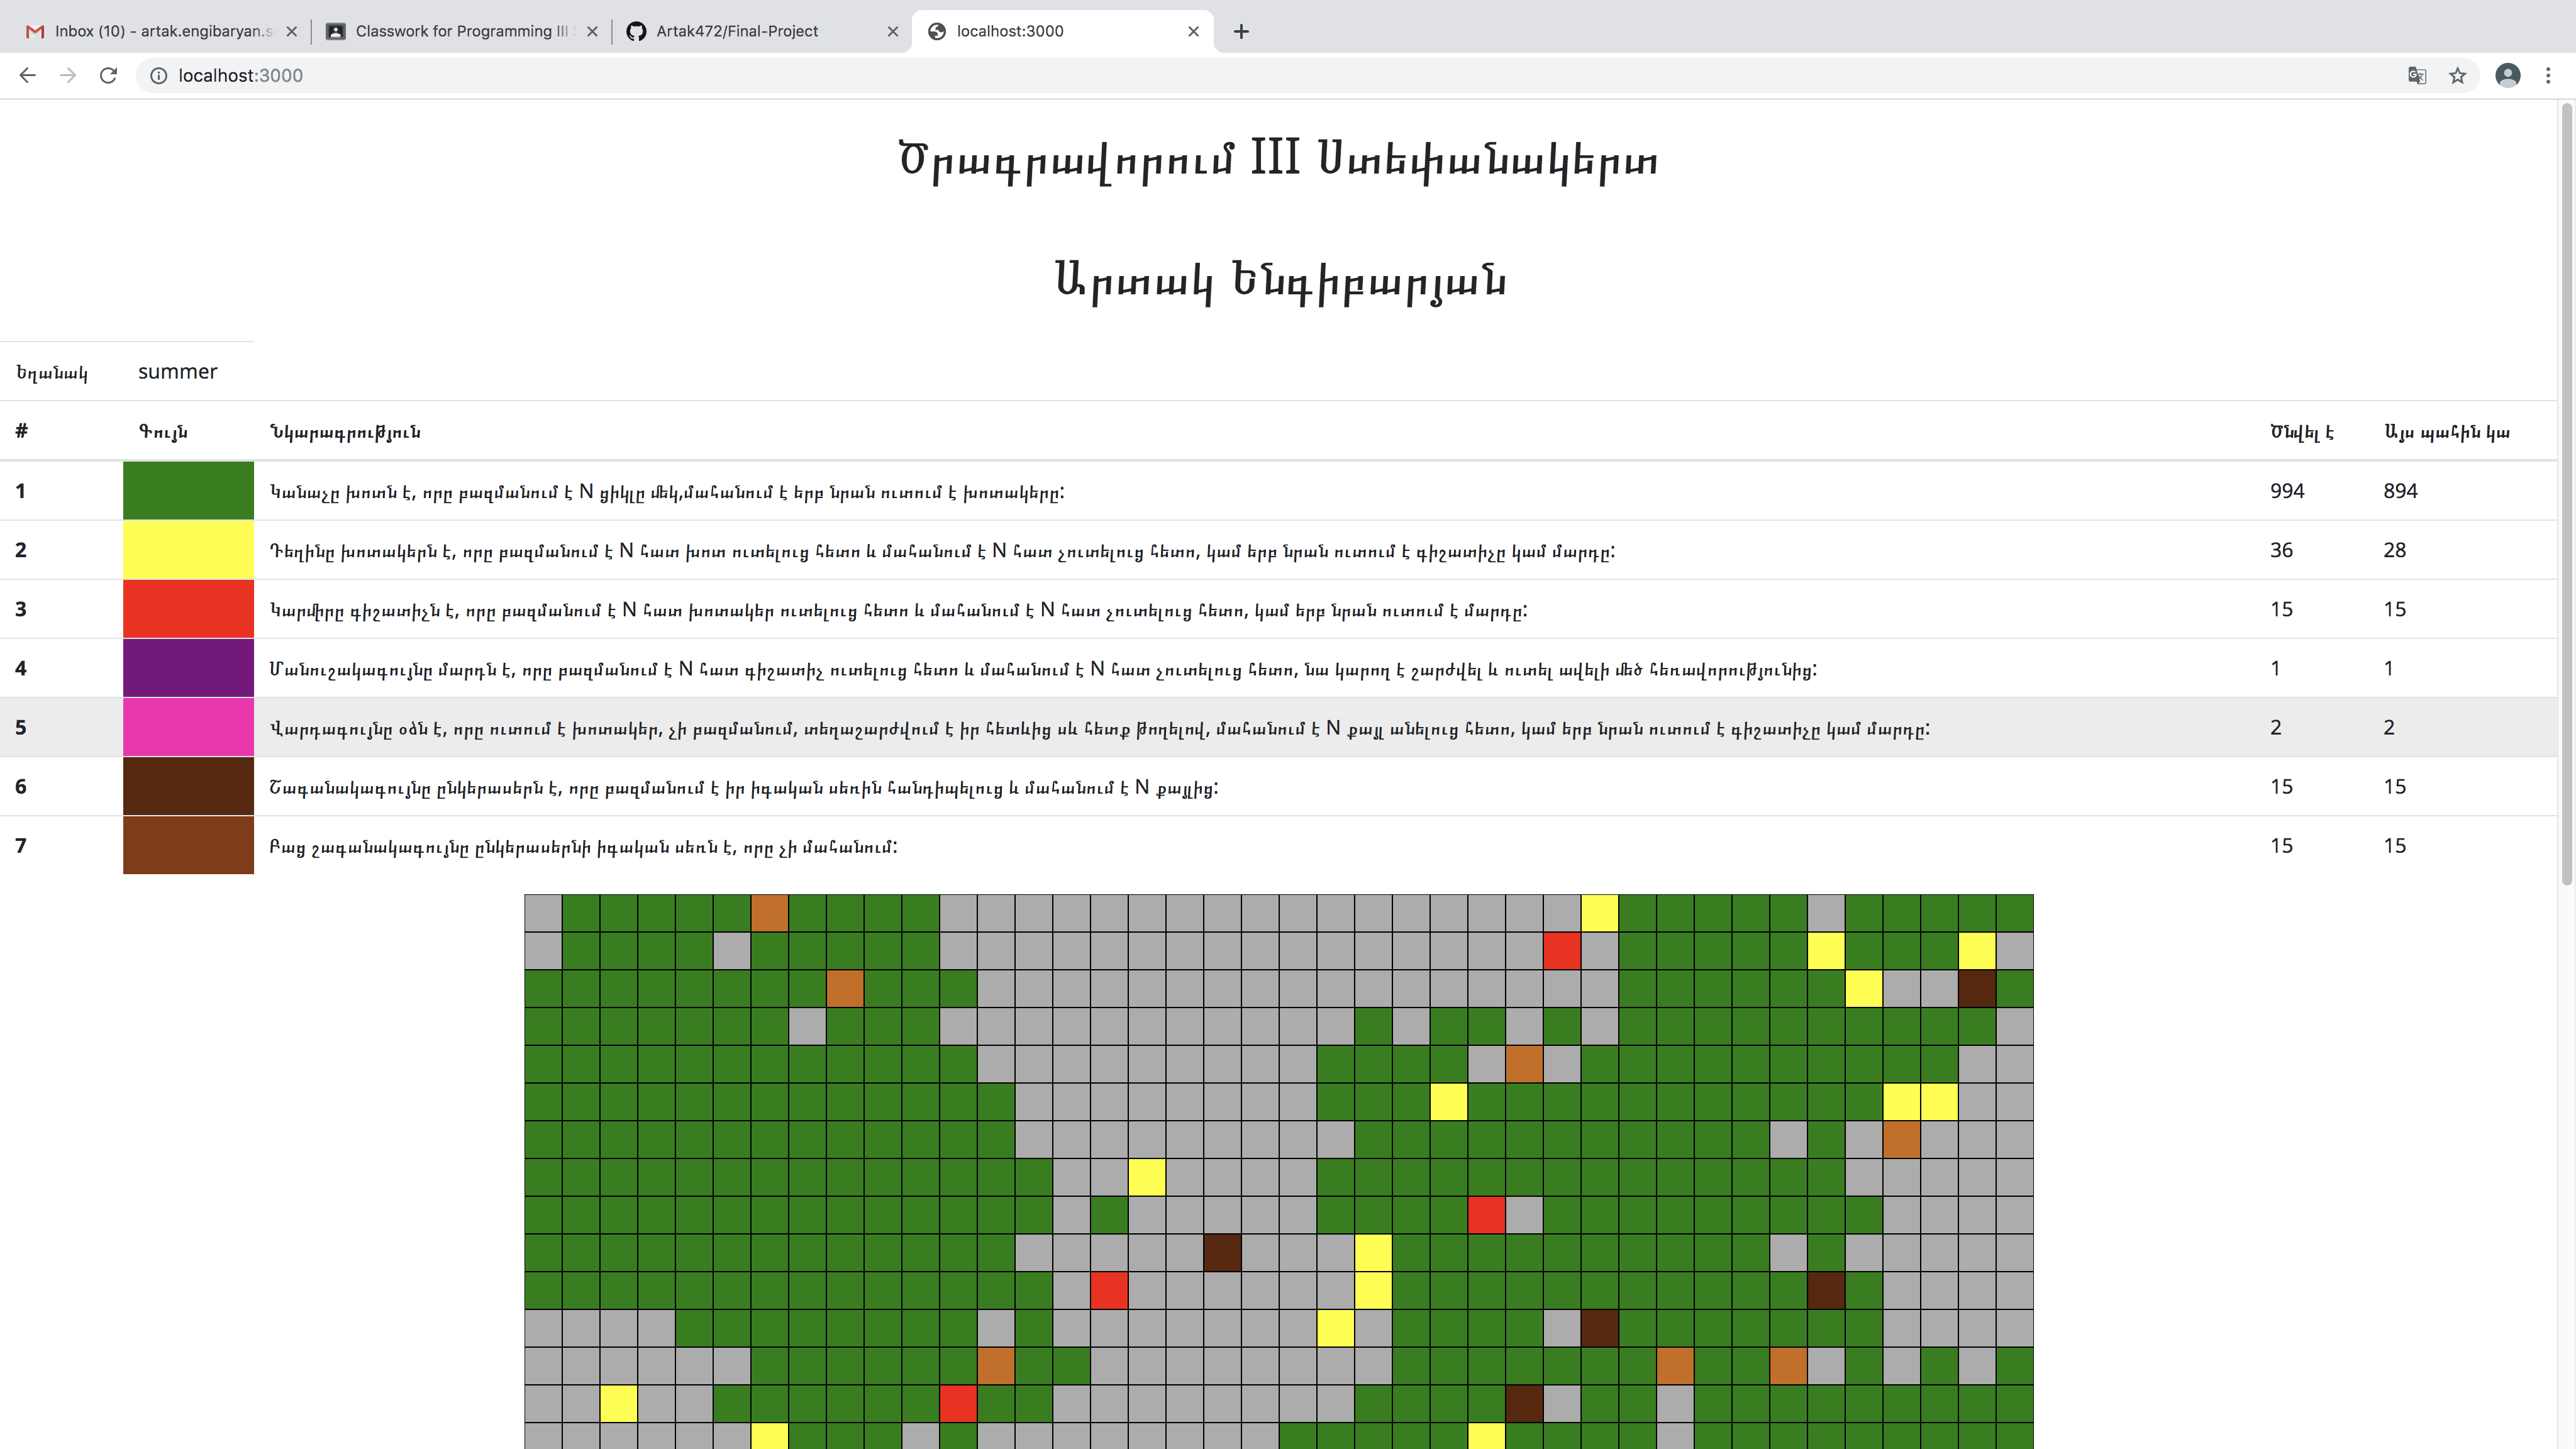 Inbox (10) - artak.engibaryan.s
Classwork for Programming III
Artak472/Final-Project
localhost:3000
localhost:3000
Ծրագրավորում III Ստեփանակերտ
Արտակ Ենգիբարյան
Եղանակ summer
# Գույն Նկարագրություն Ծնվել է Այս պահին կա
1 Կանաչը խոտն է, որը բազմանում է N ցիկլը մեկ,մահանում է երբ նրան ուտում է խոտակերը: 994 894
2 Դեղինը խոտակերն է, որը բազմանում է N հատ խոտ ուտելուց հետո և մահանում է N հատ չուտելուց հետո, կամ երբ նրան ուտում է գիշատիչը կամ մարդը: 36 28
3 Կարմիրը գիշատիչն է, որը բազմանում է N հատ խոտակեր ուտելուց հետո և մահանում է N հատ չուտելուց հետո, կամ երբ նրան ուտում է մարդը: 15 15
4 Մանուշակագույնը մարդն է, որը բազմանում է N հատ գիշատիչ ուտելուց հետո և մահանում է N հատ չուտելուց հետո, նա կարող է շարժվել և ուտել ավելի մեծ հեռավորությունից: 1 1
5 Վարդագույնը օձն է, որը ուտում է խոտակեր, չի բազմանում, տեղաշարժվում է իր հետևից սև հետք թողելով, մահանում է N քայլ անելուց հետո, կամ երբ նրան ուտում է գիշատիչը կամ մարդը: 2 2
6 Շագանակագույնը ընկերասերն է, որը բազմանում է իր իգական սեռին հանդիպելուց և մահանում է N քայլից: 15 15
7 Բաց շագանակագույնը ընկերասերնի իգական սեռն է, որը չի մահանում: 15 15